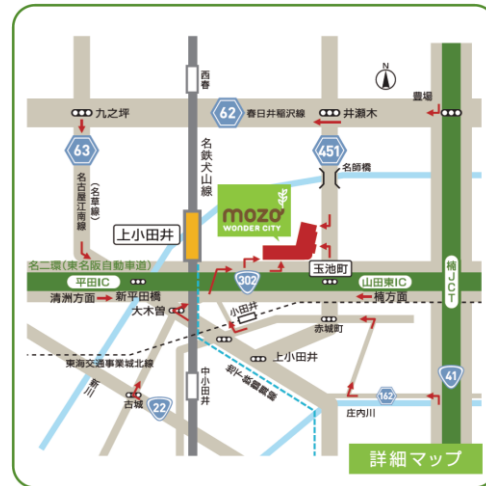 N
西春
豊場
九之坪
62
春日井稲沢線
井瀬木
63
451
名鉄犬山線
名古屋江南線
(名草線)
名師橋
mozo
WONDER CITY
上小田井
名二環(東名阪自動車道)
平田IC
302
玉池町
山田東IC
楠JCT
清洲方面
新平田橋
楠方面
大木曽
小田井
赤城町
東海交通事業城北線
上小田井
新川
中小田井
地下鉄鶴舞線
古城
22
162
41
庄内川
詳細マップ